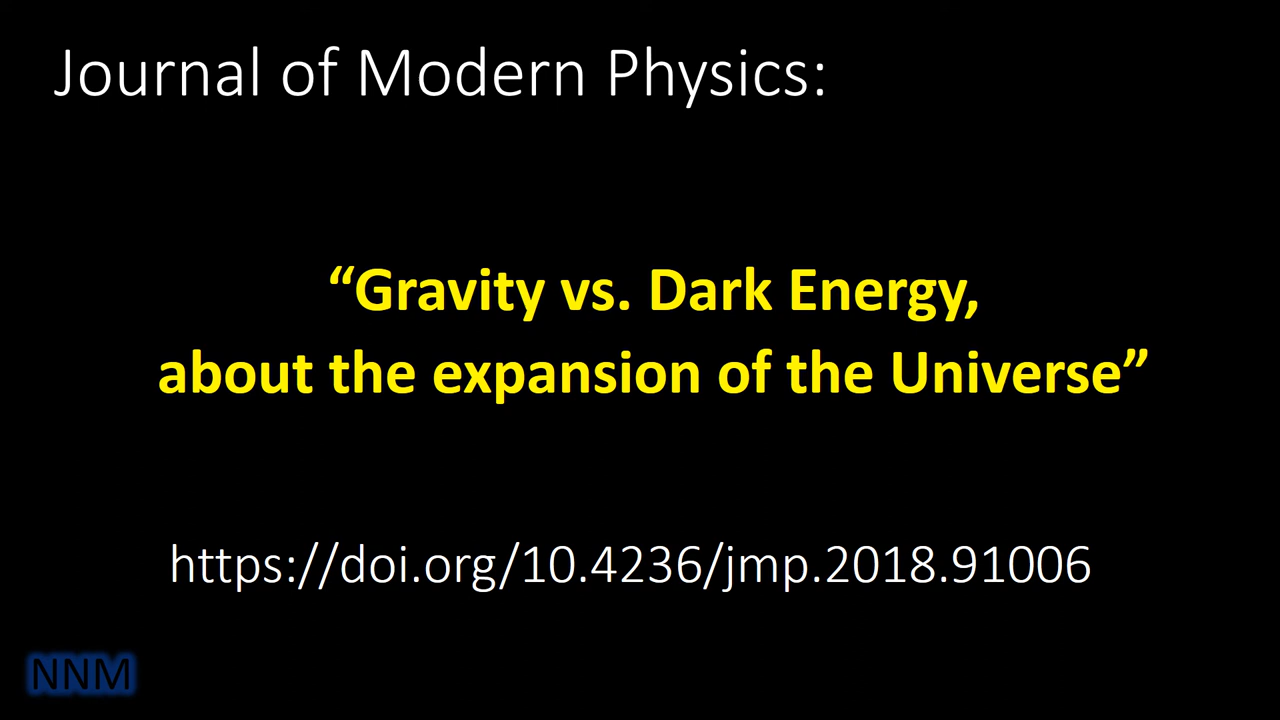 Journal of Modern Physics:
“Gravity vs. Dark Energy,
about the expansion of the Universe”
https://doi.org/10.4236/jmp.2018.91006
NNM